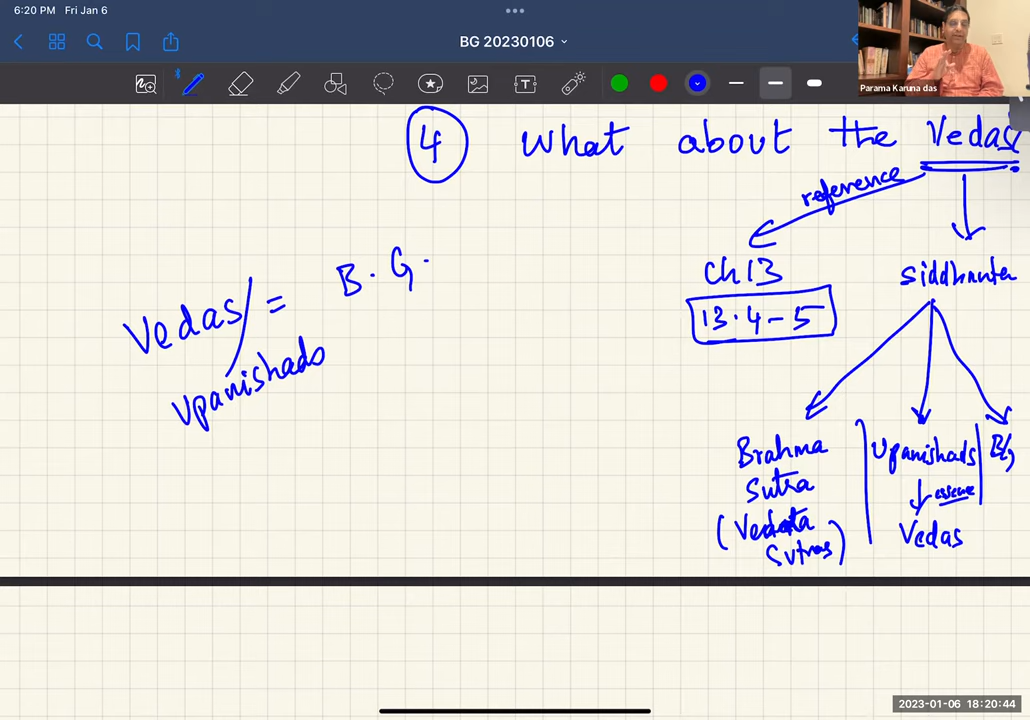 6:20 PM Fri Jan 6
BG 20230106
Parama Karuna das
4 What about the Vedas
reference
Ch 13
13.4-5
siddhanta
Vedas/ = B.G.
Upanishads
Brahma
Sutra
(Vedata
Sutras)
Upanishads
essence
Vedas
BG
2023-01-06 18:20:44